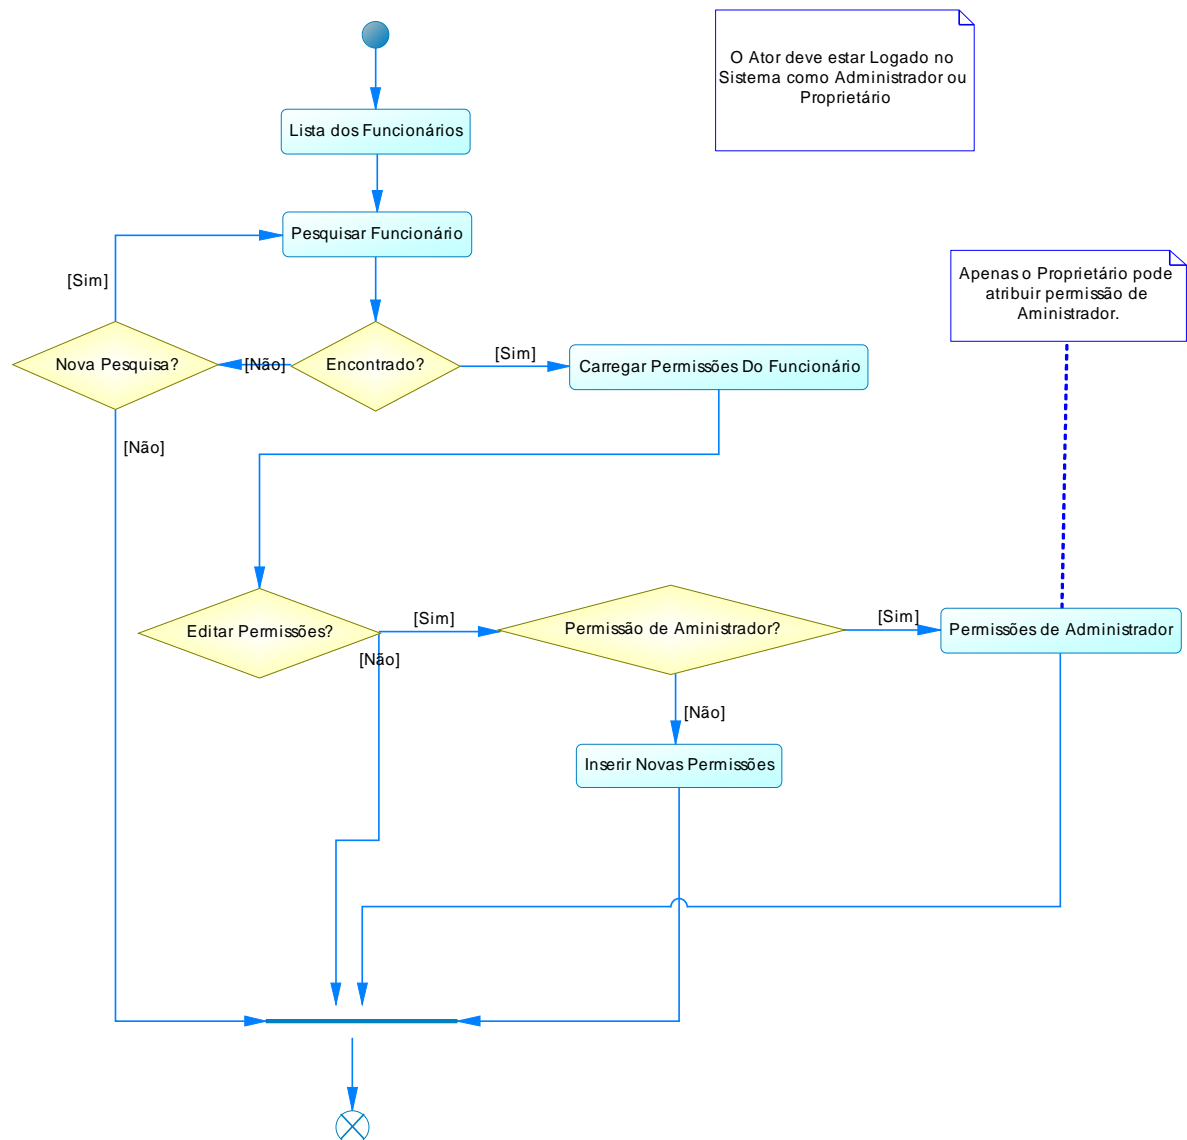 O Ator deve estar Logado no
Sistema como Administrador ou
Proprietário
Lista dos Funcionários
Pesquisar Funcionário
[Sim]
Apenas o Proprietário pode
atribuir permissão de
Aministrador.
Nova Pesquisa?
[Não]
Encontrado?
[Sim]
Carregar Permissões Do Funcionário
[Não]
Editar Permissões?
[Sim]
[Não]
Permissão de Aministrador?
[Sim]
Permissões de Administrador
[Não]
Inserir Novas Permissões